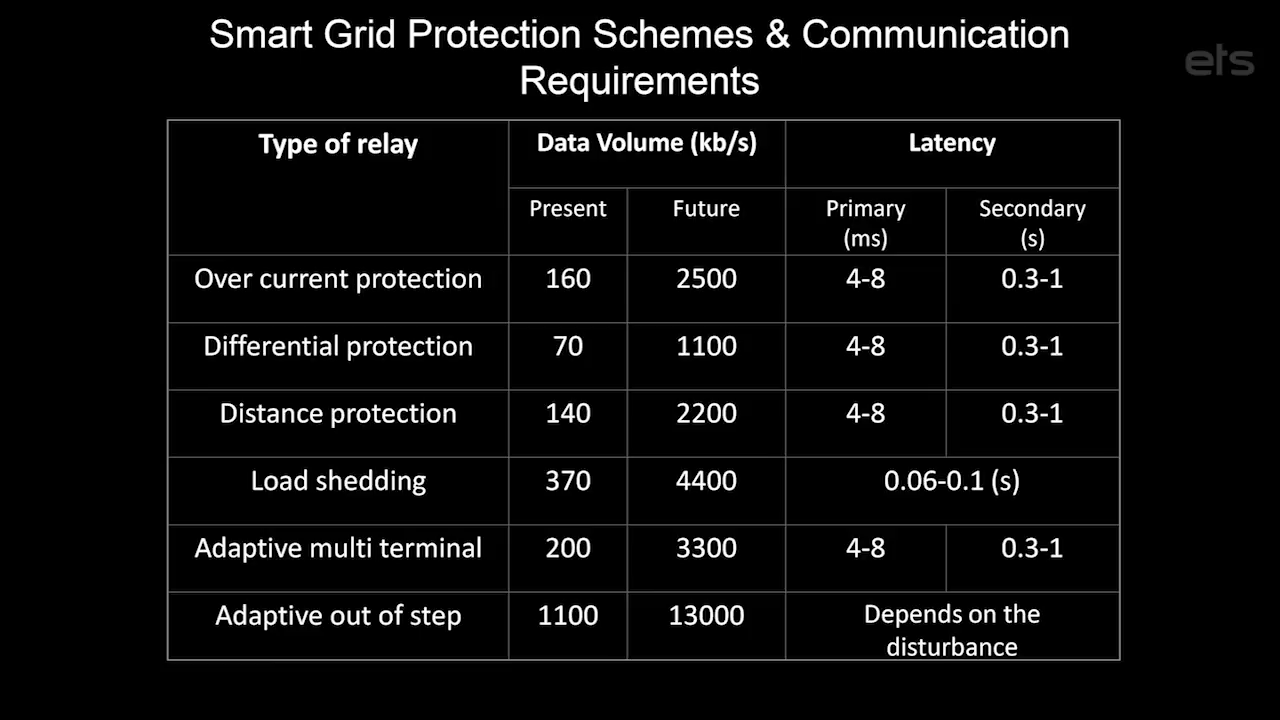 Smart Grid Protection Schemes & Communication
Requirements
ets
Type of relay
Data Volume (kb/s)
Latency
Present
Future
Primary
(ms)
Secondary
(s)
Over current protection
160
2500
4-8
0.3-1
Differential protection
70
1100
4-8
0.3-1
Distance protection
140
2200
4-8
0.3-1
Load shedding
370
4400
0.06-0.1 (s)
Adaptive multi terminal
200
3300
4-8
0.3-1
Adaptive out of step
1100
13000
Depends on the
disturbance